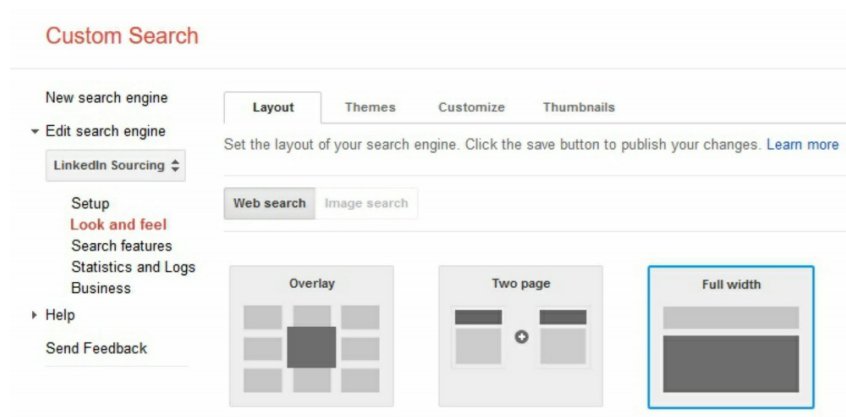 Custom Search
New search engine
Edit search engine
LinkedIn Sourcing
Setup
Look and feel
Search features
Statistics and Logs
Business
Help
Send Feedback
Layout Themes Customize Thumbnails
Set the layout of your search engine. Click the save button to publish your changes. Learn more
Web search Image search
Overlay Two page Full width